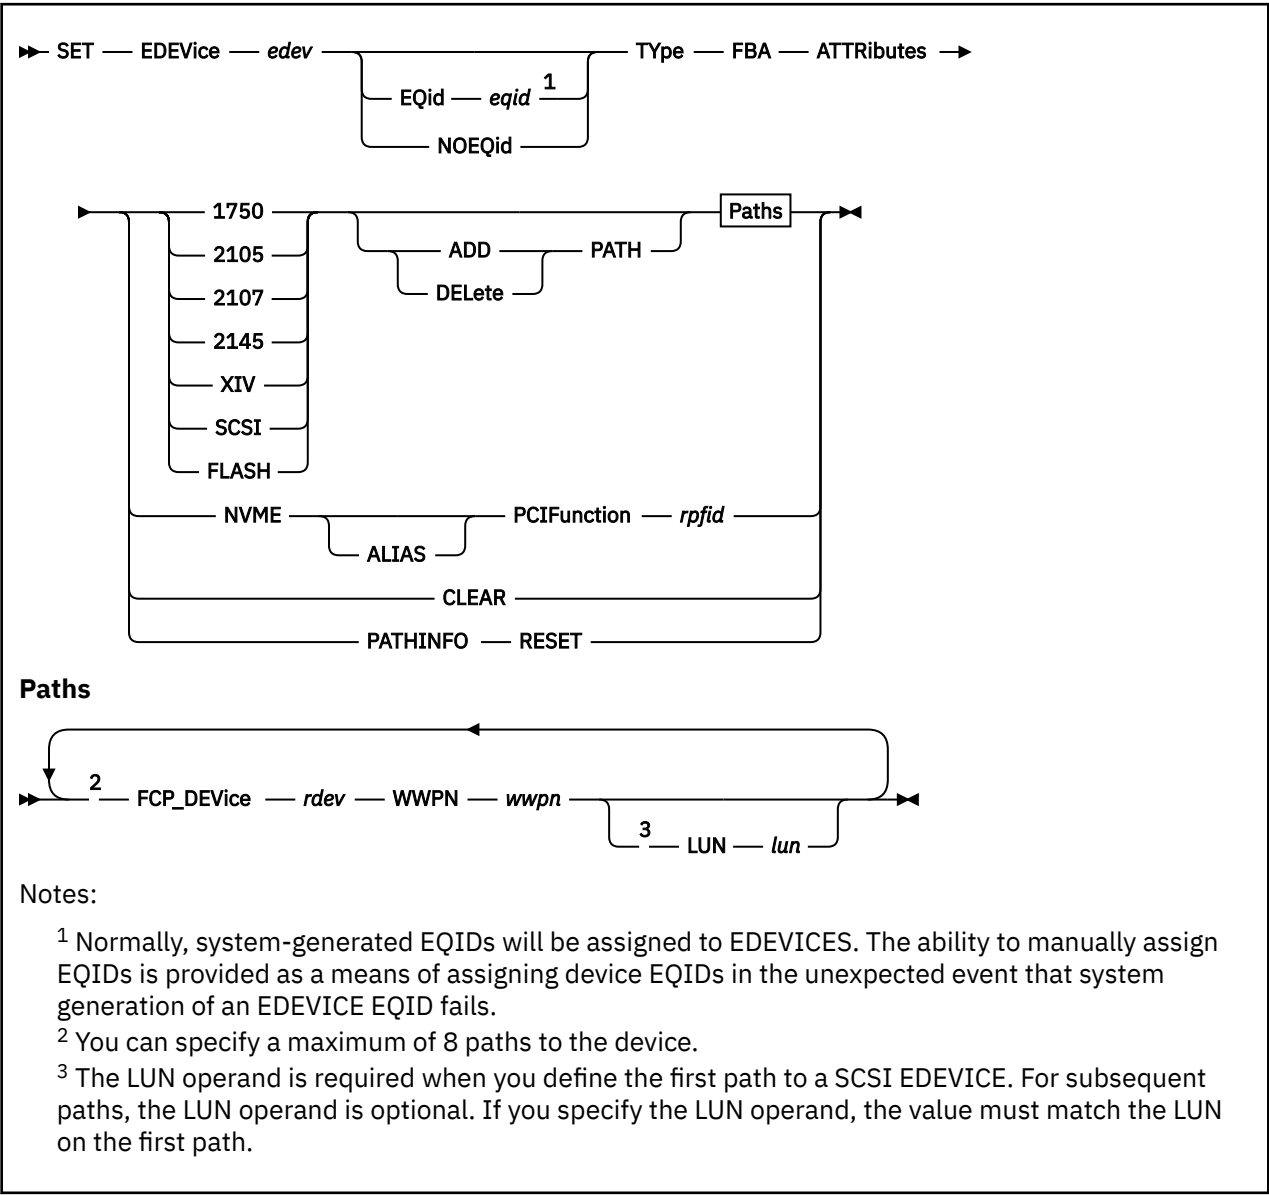 SET EDEVice edev TYpe FBA ATTRibutes
EQid eqid 1
NOEQid
1750 Paths
2105 ADD PATH
2107 DELete
2145
XIV
SCSI
FLASH
NVME PCIFunction rpfid
ALIAS
CLEAR
PATHINFO RESET
Paths
2 FCP_DEVice rdev WWPN wwpn
3 LUN lun
Notes:
1 Normally, system-generated EQIDs will be assigned to EDEVICES. The ability to manually assign
EQIDs is provided as a means of assigning device EQIDs in the unexpected event that system
generation of an EDEVICE EQID fails.
2 You can specify a maximum of 8 paths to the device.
3 The LUN operand is required when you define the first path to a SCSI EDEVICE. For subsequent
paths, the LUN operand is optional. If you specify the LUN operand, the value must match the LUN
on the first path.